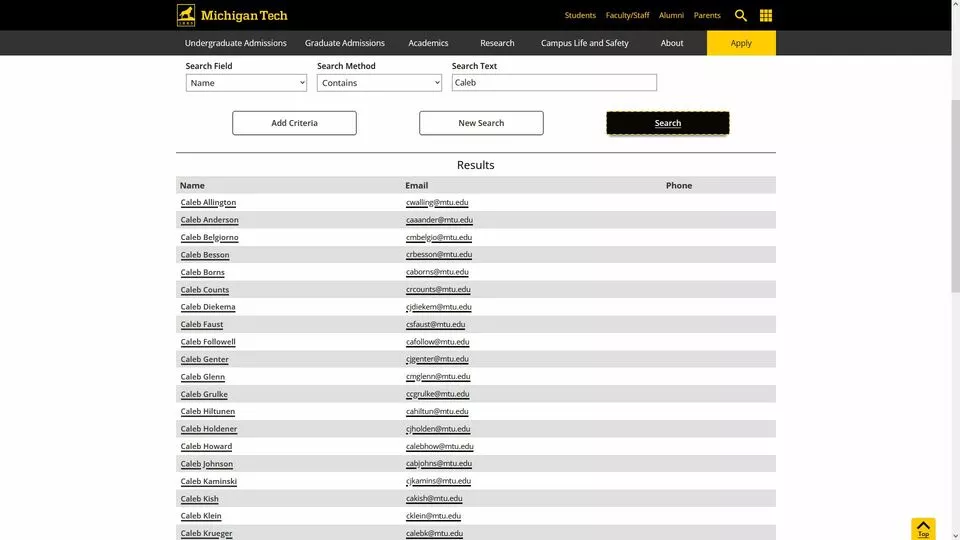 Michigan Tech
1885
Students Faculty/Staff Alumni Parents
Undergraduate Admissions Graduate Admissions Academics Research Campus Life and Safety About Apply
Search Field Search Method Search Text
Name Contains Caleb
Add Criteria New Search Search
Results
Name Email Phone
Caleb Allington cwalling@mtu.edu
Caleb Anderson caaander@mtu.edu
Caleb Belgiorno cmbelgio@mtu.edu
Caleb Besson crbesson@mtu.edu
Caleb Borns caborns@mtu.edu
Caleb Counts crcounts@mtu.edu
Caleb Diekema cjdiekem@mtu.edu
Caleb Faust csfaust@mtu.edu
Caleb Followell cafollow@mtu.edu
Caleb Genter cjgenter@mtu.edu
Caleb Glenn cmglenn@mtu.edu
Caleb Grulke ccgrulke@mtu.edu
Caleb Hiltunen cahiltun@mtu.edu
Caleb Holdener cjholden@mtu.edu
Caleb Howard calebhow@mtu.edu
Caleb Johnson cabjohns@mtu.edu
Caleb Kaminski cjkamins@mtu.edu
Caleb Kish cakish@mtu.edu
Caleb Klein cklein@mtu.edu
Caleb Krueger calebk@mtu.edu
Top